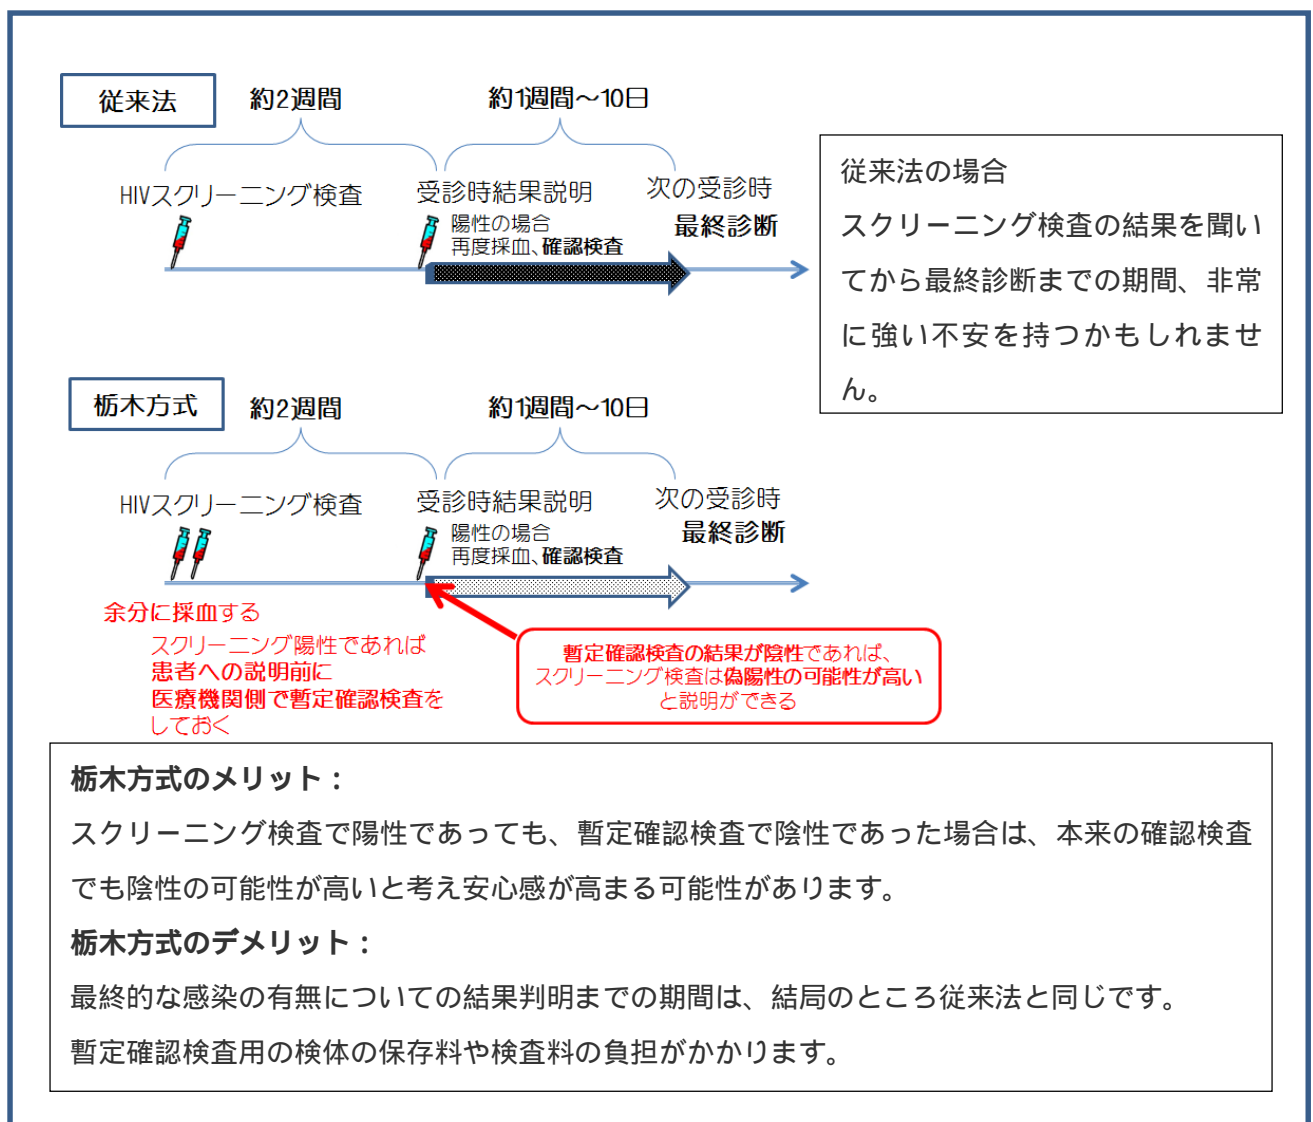 従来法
約2週間
約1週間～10日
HIVスクリーニング検査
受診時結果説明
陽性の場合
再度採血、確認検査
次の受診時
最終診断
従来法の場合
スクリーニング検査の結果を聞い
てから最終診断までの期間、非常
に強い不安を持つかもしれませ
ん。
栃木方式
約2週間
約1週間～10日
HIVスクリーニング検査
受診時結果説明
陽性の場合
再度採血、確認検査
次の受診時
最終診断
余分に採血する
スクリーニング陽性であれば
患者への説明前に
医療機関側で暫定確認検査を
しておく
暫定確認検査の結果が陰性であれば、
スクリーニング検査は偽陽性の可能性が高い
と説明ができる
栃木方式のメリット：
スクリーニング検査で陽性であっても、暫定確認検査で陰性であった場合は、本来の確認検査
でも陰性の可能性が高いと考え安心感が高まる可能性があります。
栃木方式のデメリット：
最終的な感染の有無についての結果判明までの期間は、結局のところ従来法と同じです。
暫定確認検査用の検体の保存料や検査料の負担がかかります。